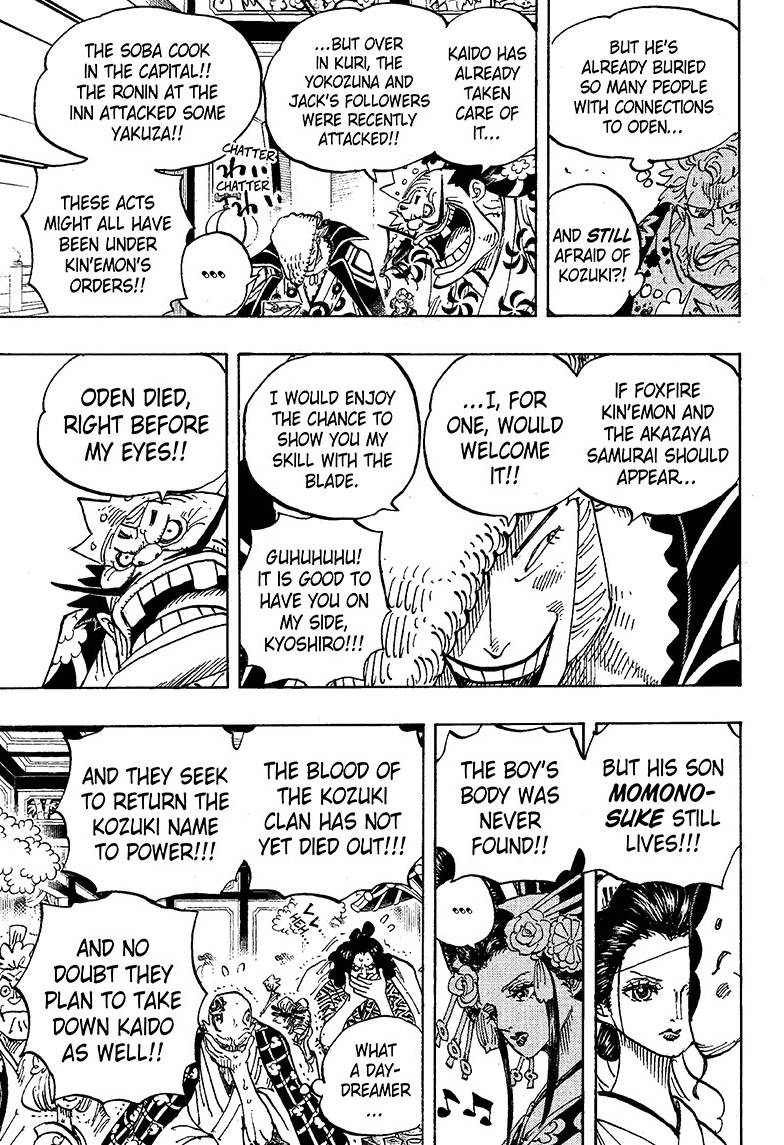 BUT HE'S
ALREADY BURIED
SO MANY PEOPLE
WITH CONNECTIONS
TO ODEN...
AND STILL
AFRAID OF
KOZUKI?!
KAIDO HAS
ALREADY
TAKEN
CARE OF
IT...
...BUT OVER
IN KURI, THE
YOKOZUNA AND
JACK'S FOLLOWERS
WERE RECENTLY
ATTACKED!!
THE SOBA COOK
IN THE CAPITAL!!
THE RONIN AT THE
INN ATTACKED SOME
YAKUZA!!
CHATTER
CHATTER
THESE ACTS
MIGHT ALL HAVE
BEEN UNDER
KIN'EMON'S
ORDERS!!
...
IF FOXFIRE
KIN'EMON AND
THE AKAZAYA
SAMURAI SHOULD
APPEAR...
...I, FOR
ONE, WOULD
WELCOME
IT!!
I WOULD ENJOY
THE CHANCE TO
SHOW YOU MY
SKILL WITH THE
BLADE.
GUHUHUHU!
IT IS GOOD TO
HAVE YOU ON
MY SIDE,
KYOSHIRO!!!
ODEN DIED,
RIGHT BEFORE
MY EYES!!
BUT HIS SON
MOMONO-
SUKE STILL
LIVES!!!
THE BOY'S
BODY WAS
NEVER
FOUND!!
...
THE BLOOD OF
THE KOZUKI
CLAN HAS NOT
YET DIED OUT!!!
AND THEY SEEK
TO RETURN THE
KOZUKI NAME
TO POWER!!!
HEH
AND NO
DOUBT THEY
PLAN TO TAKE
DOWN KAIDO
AS WELL!!
WHAT
A DAY-
DREAMER
...